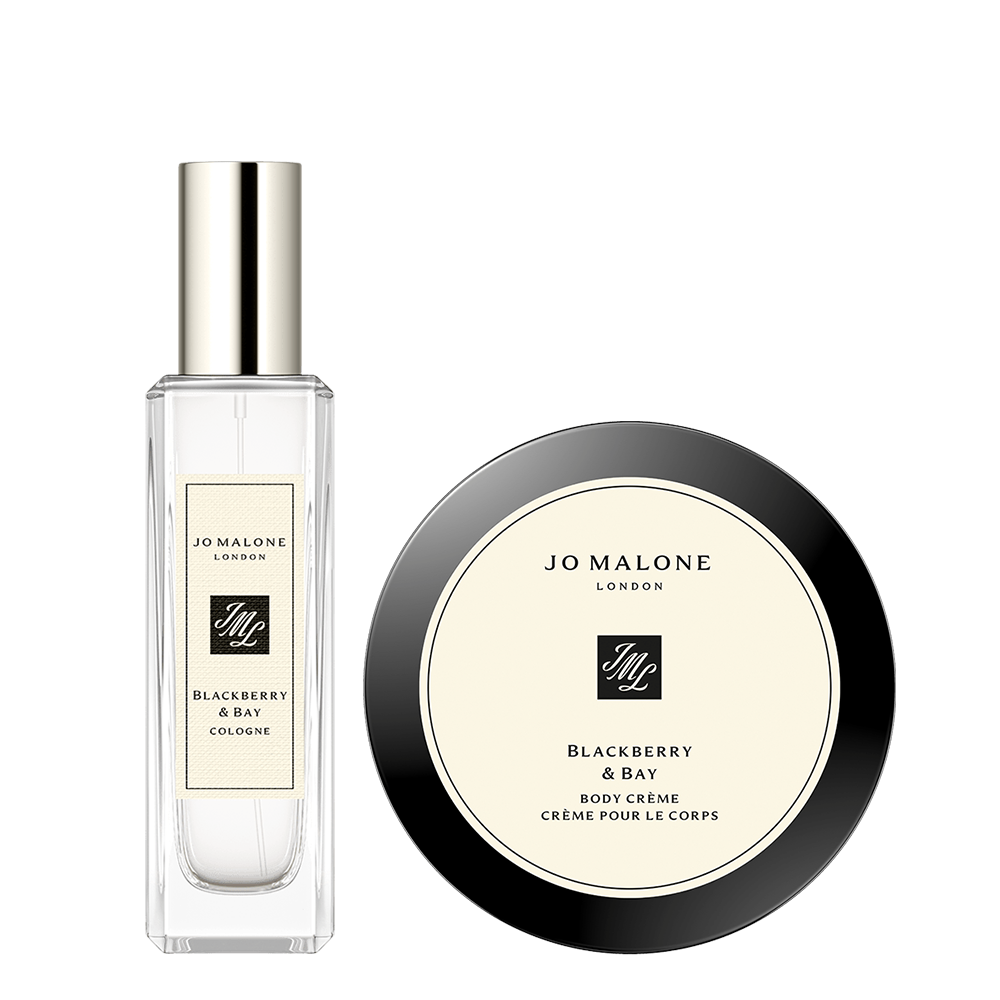 JO MALONE
LONDON
JML
BLACKBERRY
& BAY
COLOGNE
JO MALONE
LONDON
JML
BLACKBERRY
& BAY
BODY CRÈME
CRÈME POUR LE CORPS